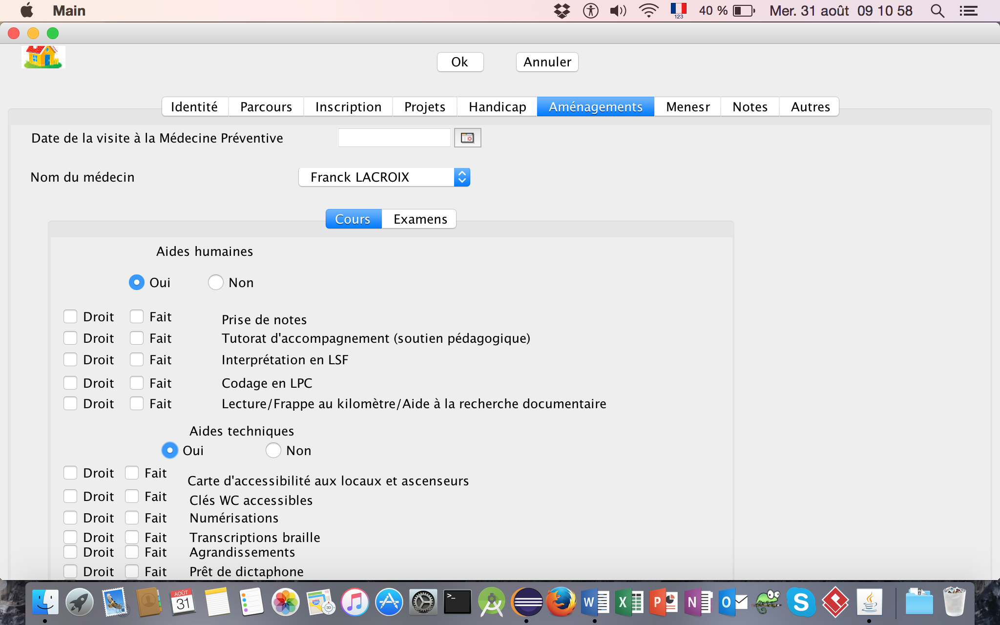 Main 123 40 % Mer. 31 août 09 10 58
Ok Annuler
Identité Parcours Inscription Projets Handicap Aménagements Menesr Notes Autres
Date de la visite à la Médecine Préventive
Nom du médecin Franck LACROIX
Cours Examens
Aides humaines
Oui Non
Droit Fait Prise de notes
Droit Fait Tutorat d'accompagnement (soutien pédagogique)
Droit Fait Interprétation en LSF
Droit Fait Codage en LPC
Droit Fait Lecture/Frappe au kilomètre/Aide à la recherche documentaire
Aides techniques
Oui Non
Droit Fait Carte d'accessibilité aux locaux et ascenseurs
Droit Fait Clés WC accessibles
Droit Fait Numérisations
Droit Fait Transcriptions braille
Droit Fait Agrandissements
Droit Fait Prêt de dictaphone
AOÛT
31 280 3D >_ W X P N O S